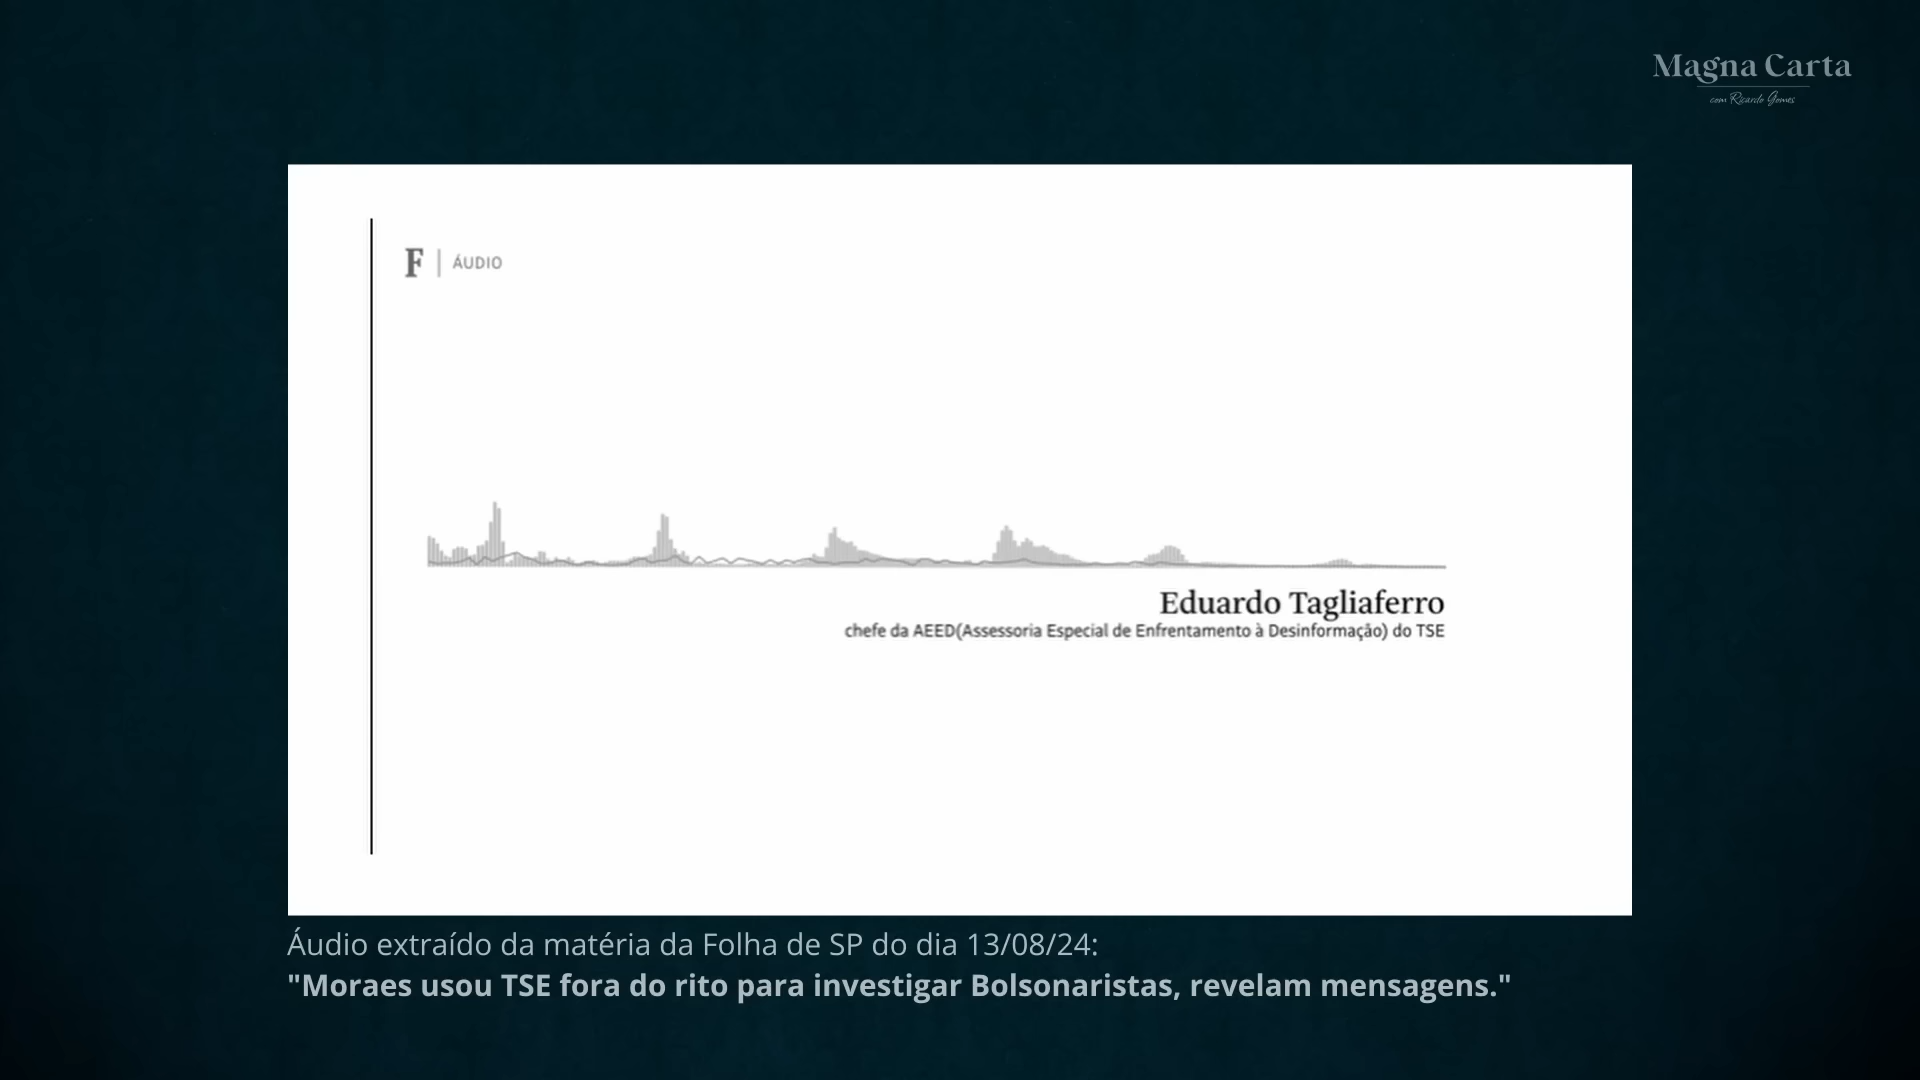 Magna Carta
com Ricardo Gomes
F | ÁUDIO
Eduardo Tagliaferro
chefe da AEED(Assessoria Especial de Enfrentamento à Desinformação) do TSE
Áudio extraído da matéria da Folha de SP do dia 13/08/24:
"Moraes usou TSE fora do rito para investigar Bolsonaristas, revelam mensagens."